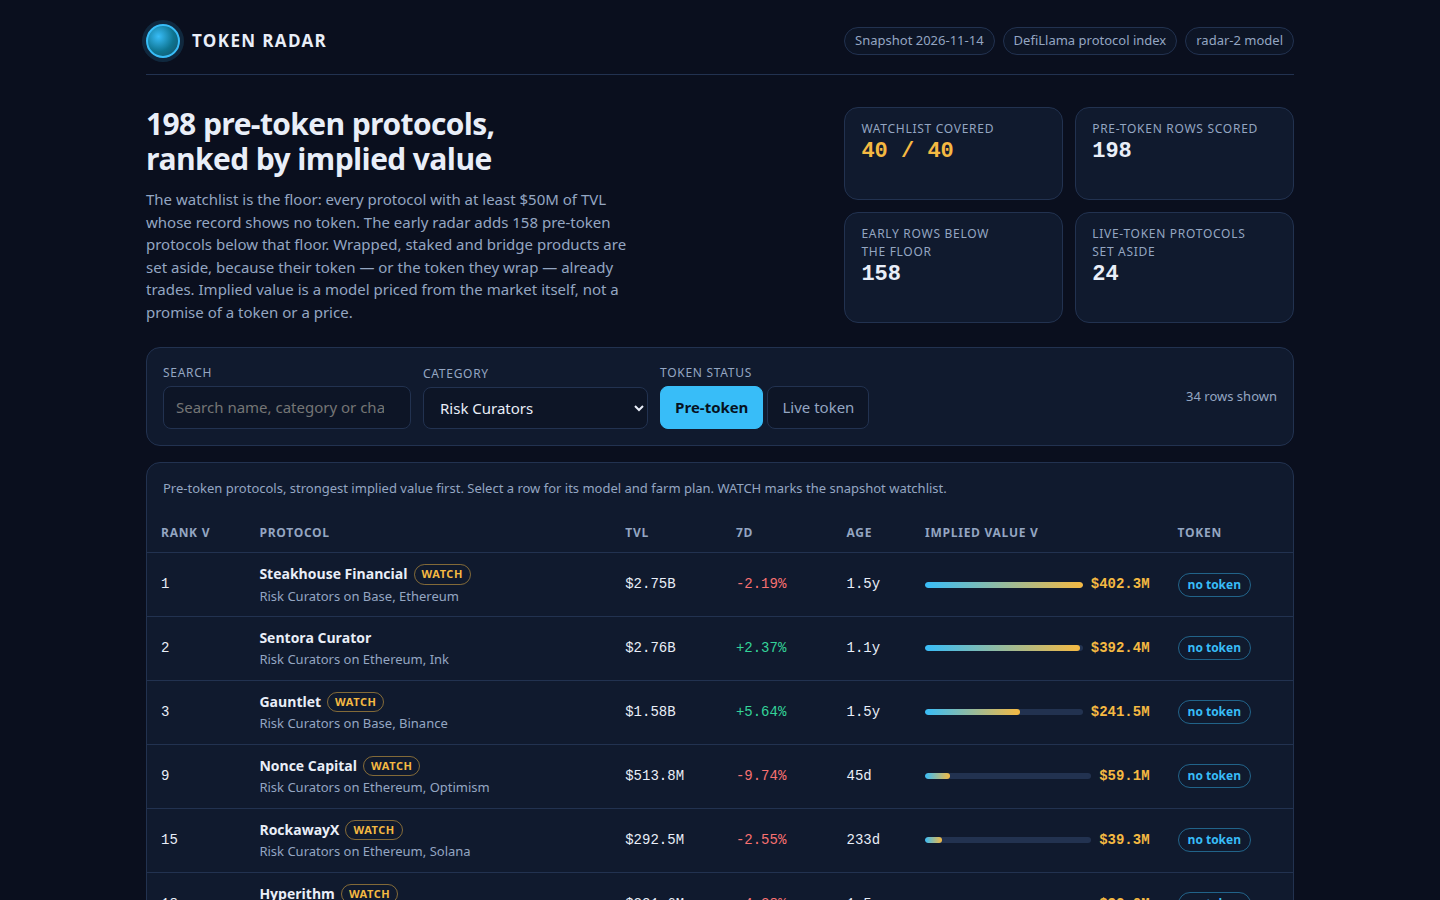 TOKEN RADAR
Snapshot 2026-11-14
DefiLlama protocol index
radar-2 model
198 pre-token protocols,
ranked by implied value
The watchlist is the floor: every protocol with at least $50M of TVL
whose record shows no token. The early radar adds 158 pre-token
protocols below that floor. Wrapped, staked and bridge products are
set aside, because their token — or the token they wrap — already
trades. Implied value is a model priced from the market itself, not a
promise of a token or a price.
WATCHLIST COVERED
40 / 40
PRE-TOKEN ROWS SCORED
198
EARLY ROWS BELOW
THE FLOOR
158
LIVE-TOKEN PROTOCOLS
SET ASIDE
24
SEARCH
Search name, category or cha
CATEGORY
Risk Curators
TOKEN STATUS
Pre-token
Live token
34 rows shown
Pre-token protocols, strongest implied value first. Select a row for its model and farm plan. WATCH marks the snapshot watchlist.
RANK V PROTOCOL TVL 7D AGE IMPLIED VALUE V TOKEN
1 Steakhouse Financial WATCH $2.75B -2.19% 1.5y $402.3M no token
Risk Curators on Base, Ethereum
2 Sentora Curator $2.76B +2.37% 1.1y $392.4M no token
Risk Curators on Ethereum, Ink
3 Gauntlet WATCH $1.58B +5.64% 1.5y $241.5M no token
Risk Curators on Base, Binance
9 Nonce Capital WATCH $513.8M -9.74% 45d $59.1M no token
Risk Curators on Ethereum, Optimism
15 RockawayX WATCH $292.5M -2.55% 233d $39.3M no token
Risk Curators on Ethereum, Solana
Hyperithm WATCH